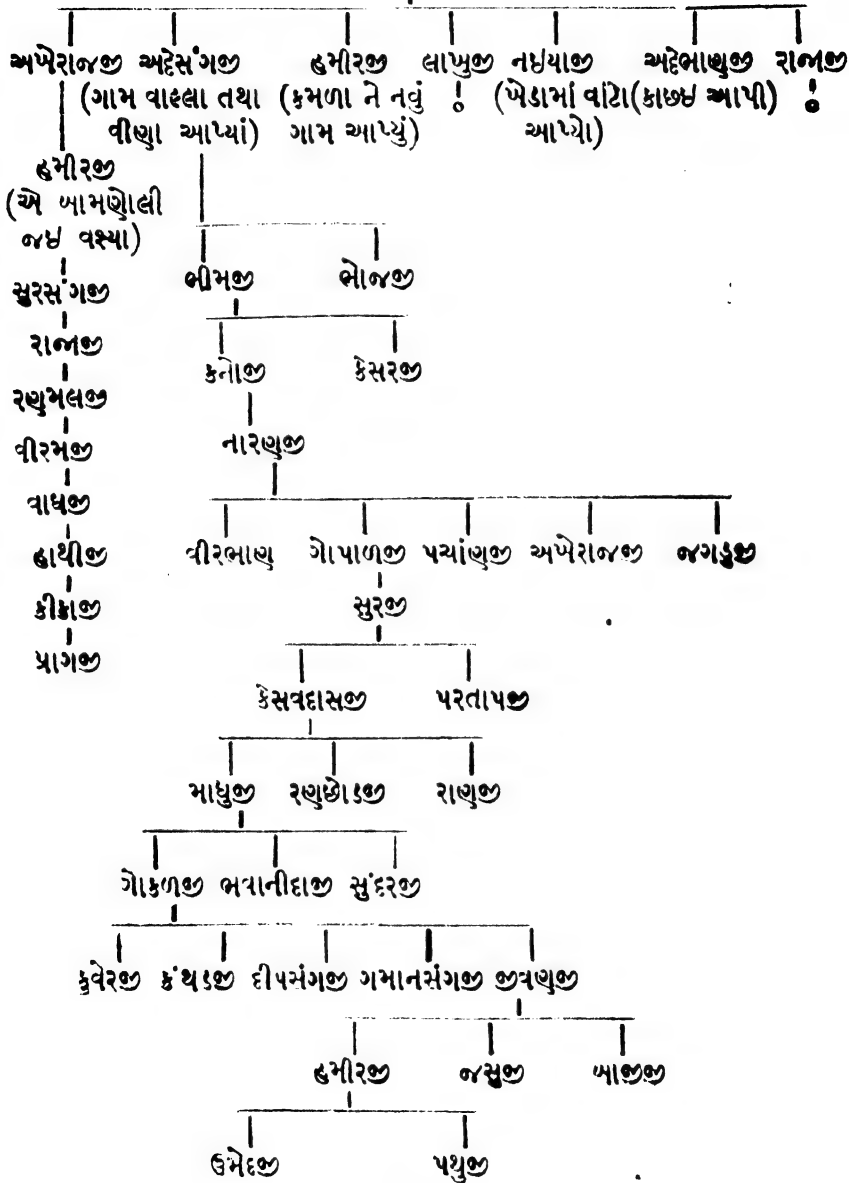 અખેરાજજી અદેસંગજી હમીરજી લાખુજી નઇયાજી અદેભાણજી રાજાજી
(ગામ વાહલા તથા (કમળા ને નવું (ખેડામાં વાંટા (કાછઇ આપી)
વીણા આપ્યાં) ગામ આપ્યું) આપ્યો)
હમીરજી
(એ બામણોલી
જઇ વશ્યા)
ભીમજી ભોજજી
સુરસંગજી
રાજાજી
કનોજી કેસરજી
રણમલજી
વીરમજી નારણજી
વાઘજી
હાથીજી વીરભાણ ગોપાળજી પચાંણજી અખેરાજજી જગડુજી
કીકાજી સુરજી
પ્રાગજી
કેસવદાસજી પરતાપજી
માધુજી રણછોડજી રાણજી
ગોકળજી ભવાનીદાજી સુંદરજી
કુવેરજી કંથડજી દીપસંગજી ગમાનસંગજી જીવણજી
હમીરજી જસુજી બાજીજી
ઉમેદજી પથુજી